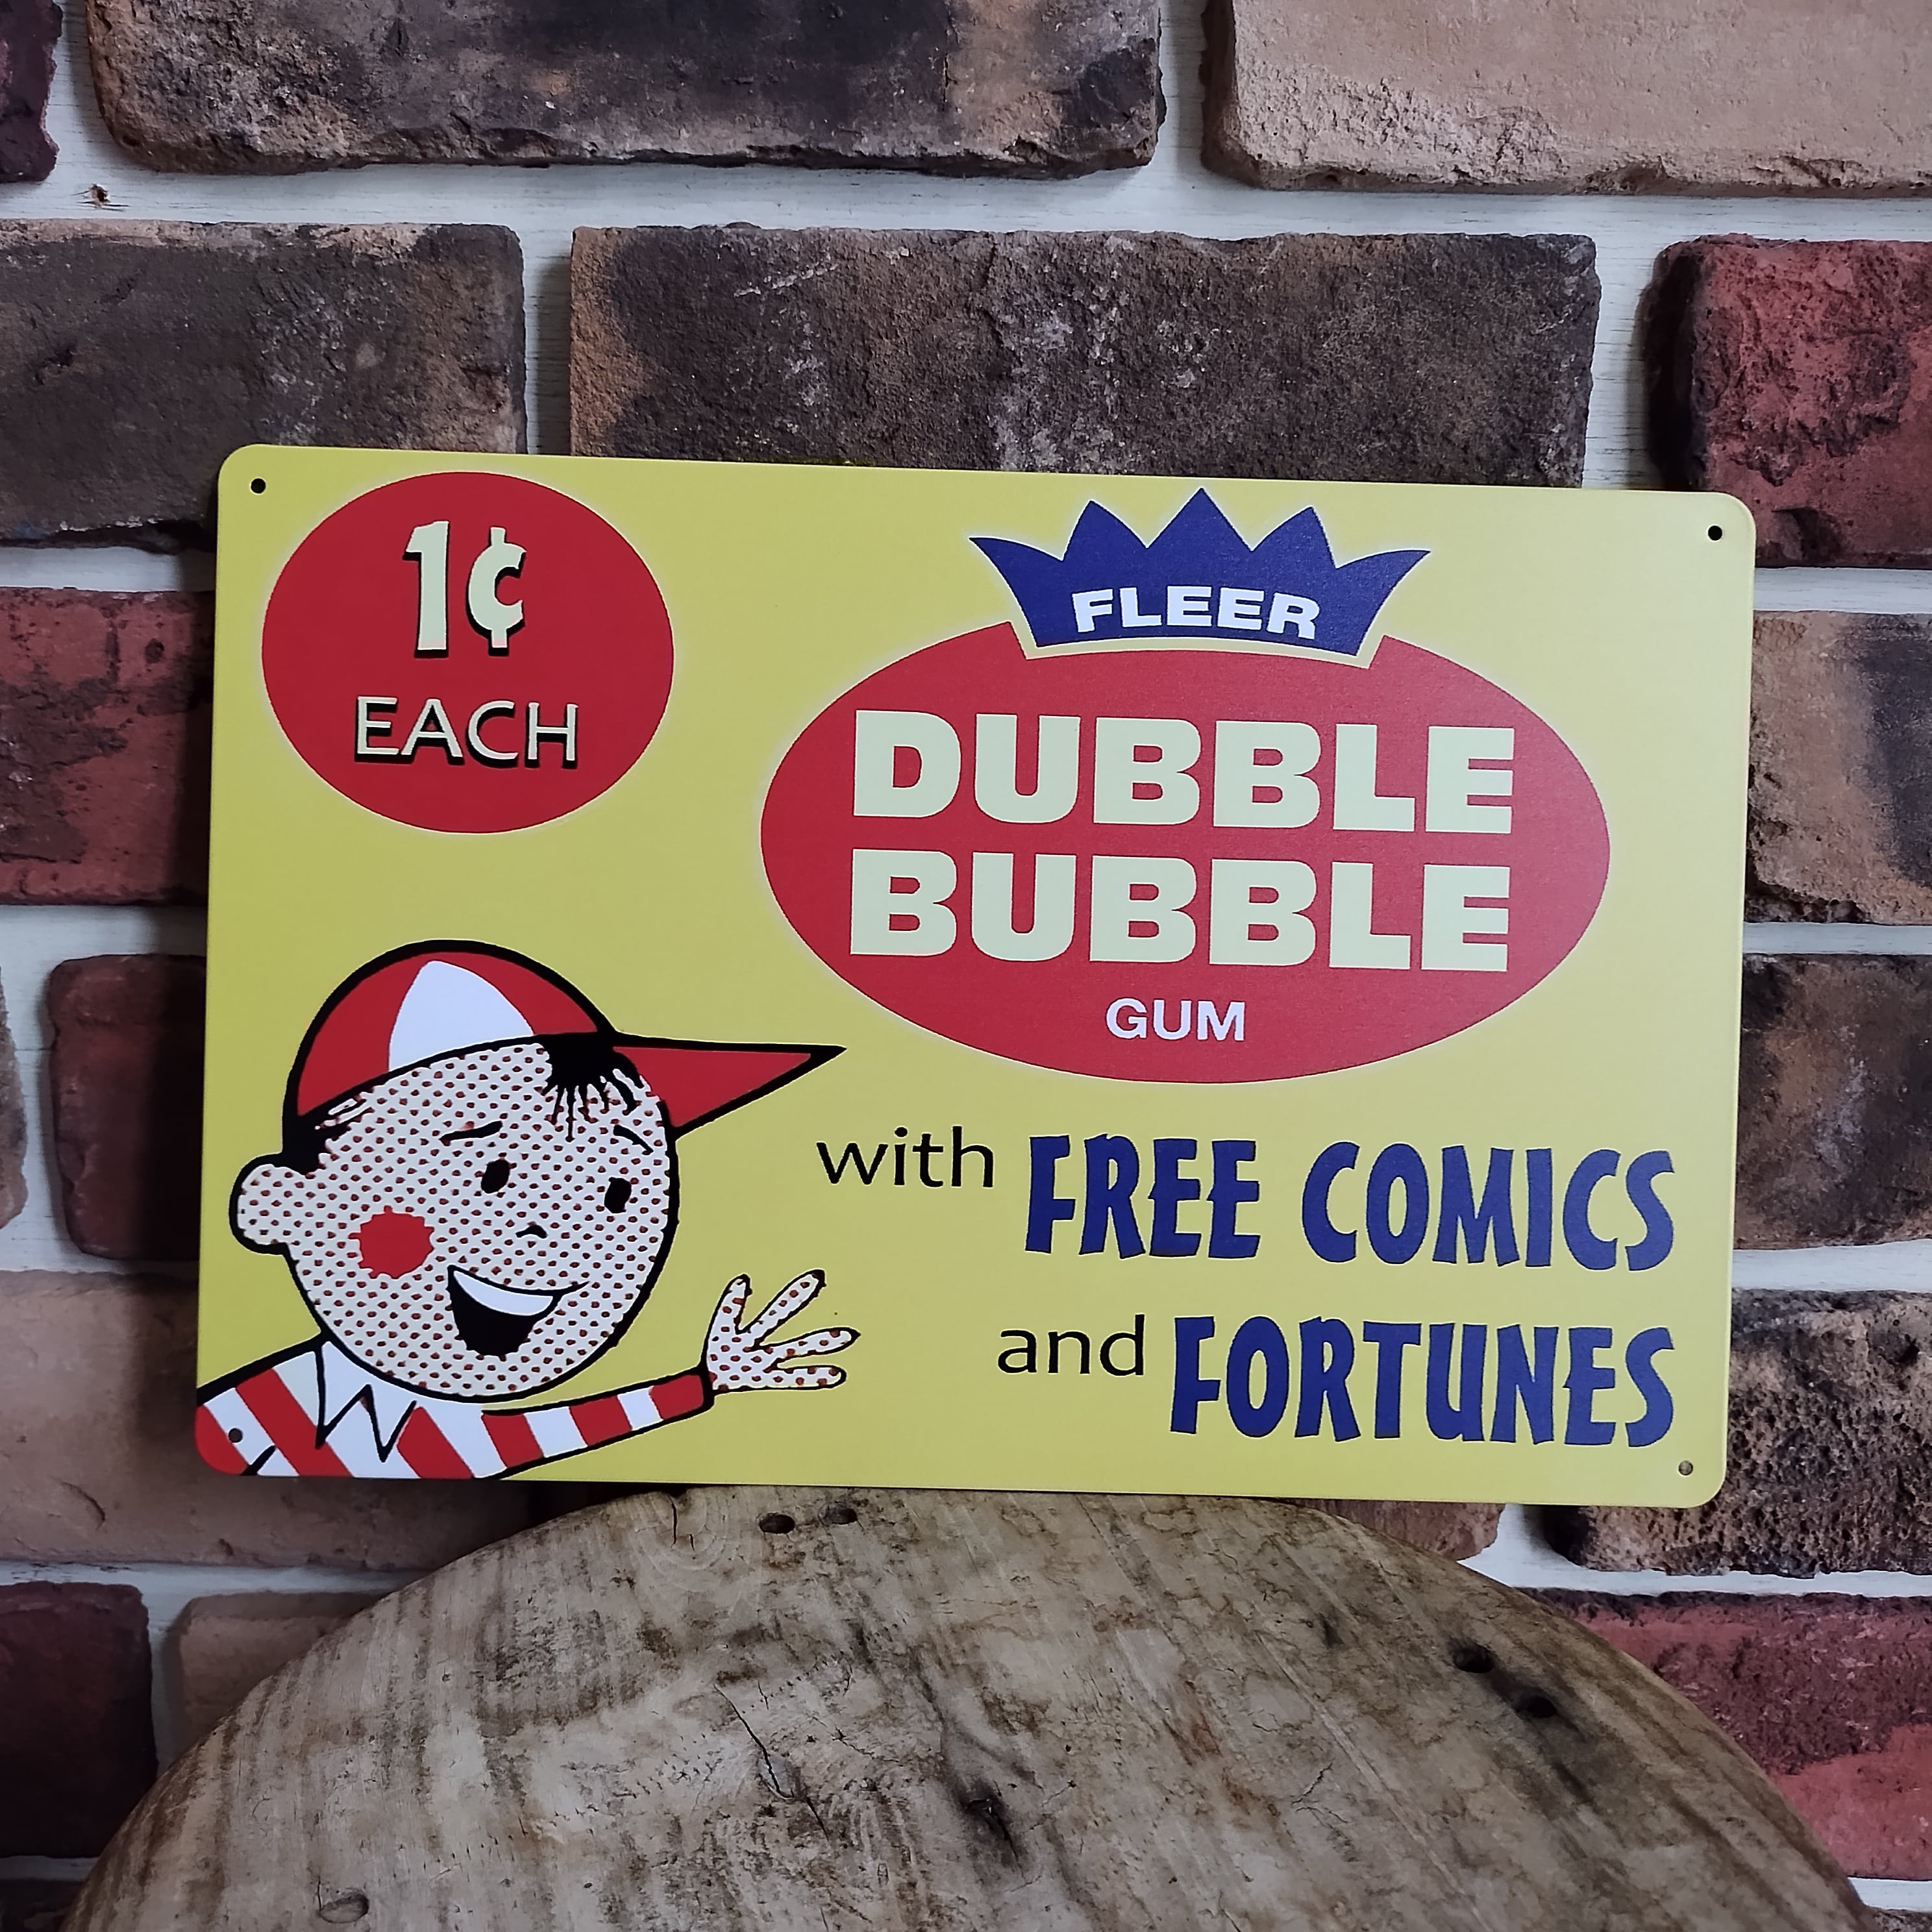 1¢
EACH
FLEER
DUBBLE
BUBBLE
GUM
with FREE COMICS
and FORTUNES